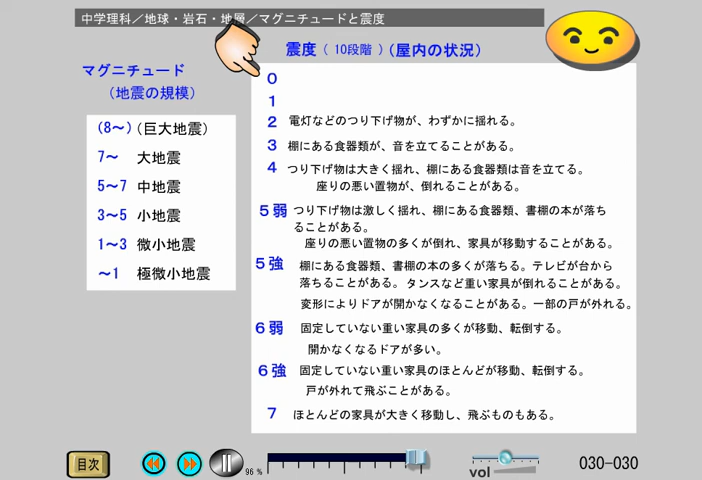 中学理科／地球・岩石・地層／マグニチュードと震度
震度（10段階）（屋内の状況）
マグニチュード
（地震の規模）
(8〜)（巨大地震）
7〜 大地震
5〜7 中地震
3〜5 小地震
1〜3 微小地震
〜1 極微小地震
0
1
2 電灯などのつり下げ物が、わずかに揺れる。
3 棚にある食器類が、音を立てることがある。
4 つり下げ物は大きく揺れ、棚にある食器類は音を立てる。
座りの悪い置物が、倒れることがある。
5弱 つり下げ物は激しく揺れ、棚にある食器類、書棚の本が落ち
ることがある。
座りの悪い置物の多くが倒れ、家具が移動することがある。
5強 棚にある食器類、書棚の本の多くが落ちる。テレビが台から
落ちることがある。タンスなど重い家具が倒れることがある。
変形によりドアが開かなくなることがある。一部の戸が外れる。
6弱 固定していない重い家具の多くが移動、転倒する。
開かなくなるドアが多い。
6強 固定していない重い家具のほとんどが移動、転倒する。
戸が外れて飛ぶことがある。
7 ほとんどの家具が大きく移動し、飛ぶものもある。
目次
96 %
vol
030-030